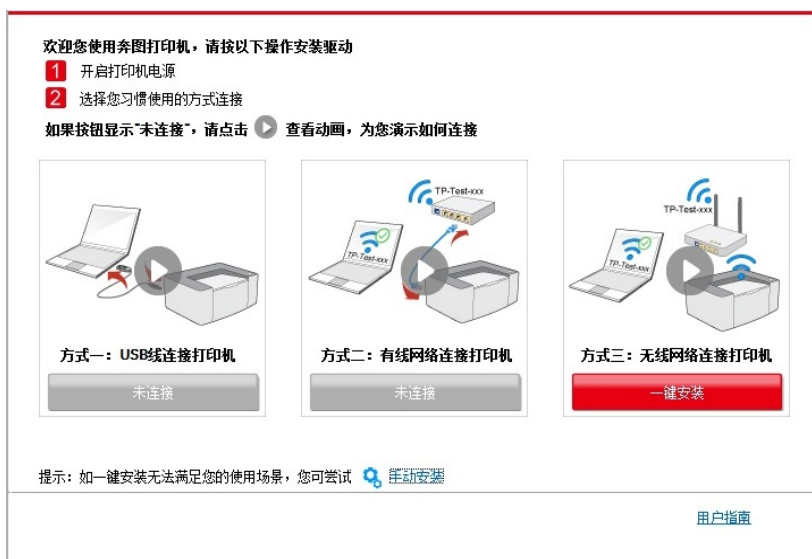 欢迎您使用奔图打印机，请按以下操作安装驱动
1 开启打印机电源
2 选择您习惯使用的方式连接
如果按钮显示"未连接"，请点击 查看动画，为您演示如何连接
TP-Test-xxx
TP-Test-xxx
方式一：USB线连接打印机
未连接
TP-Test-xxx
TP-Test-xxx
方式二：有线网络连接打印机
未连接
方式三：无线网络连接打印机
一键安装
提示：如一键安装无法满足您的使用场景，您可尝试 手动安装
用户指南